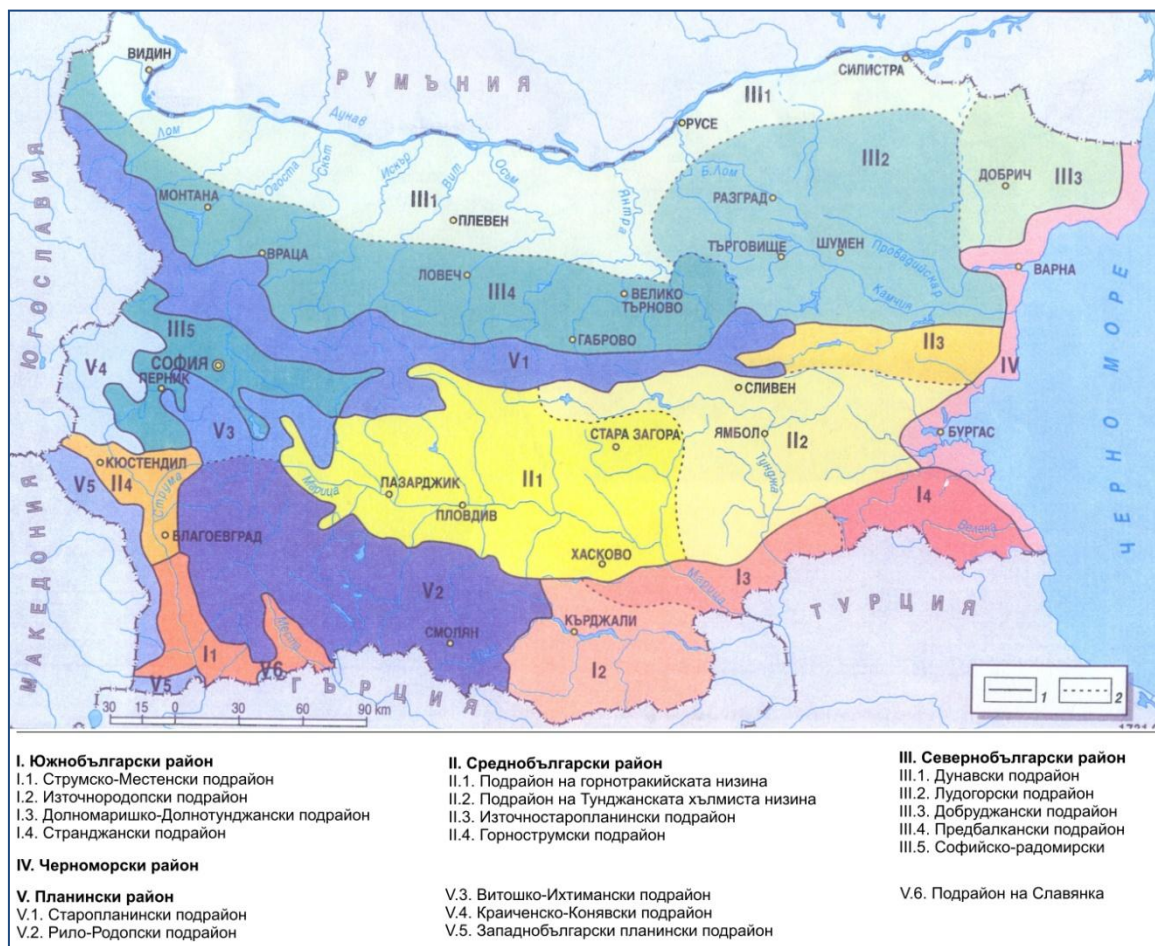 ВИДИН
РУМЪНИЯ
СИЛИСТРА
III1
РУСЕ
Дунав
Лом
III2
Огоста
Скът
Искър
Вит
Осъм
Янтра
Б.Лом
ДОБРИЧ
III3
МОНТАНА
III1
ПЛЕВЕН
РАЗГРАД
ЮГОСЛАВИЯ
ВРАЦА
ТЪРГОВИЩЕ
ШУМЕН
Провадийска р.
ВАРНА
ЛОВЕЧ
III4
ВЕЛИКО
ТЪРНОВО
Камчия
ЧЕРНО МОРЕ
III5
ГАБРОВО
II3
СОФИЯ
V4
V1
IV
ПЕРНИК
СЛИВЕН
V3
СТАРА ЗАГОРА
ЯМБОЛ
II2
БУРГАС
КЮСТЕНДИЛ
V5
II4
Струма
Марица
ПАЗАРДЖИК
II1
Тунджа
ПЛОВДИВ
I4
Велека
БЛАГОЕВГРАД
ХАСКОВО
МАКЕДОНИЯ
V2
Марица
I3
ТУРЦИЯ
КЪРДЖАЛИ
СМОЛЯН
Места
I1
V6
I2
V5
ГЪРЦИЯ
1
2
30 15 0 30 60 90 km
I. Южнобългарски район
I.1. Струмско-Местенски подрайон
I.2. Източнородопски подрайон
I.3. Долномаришко-Долнотунджански подрайон
I.4. Странджански подрайон
II. Среднобългарски район
II.1. Подрайон на горнотракийската низина
II.2. Подрайон на Тунджанската хълмиста низина
II.3. Източностаропланински подрайон
II.4. Горнострумски подрайон
III. Севернобългарски район
III.1. Дунавски подрайон
III.2. Лудогорски подрайон
III.3. Добруджански подрайон
III.4. Предбалкански подрайон
III.5. Софийско-радомирски
IV. Черноморски район
V. Планински район
V.1. Старопланински подрайон
V.2. Рило-Родопски подрайон
V.3. Витошко-Ихтимански подрайон
V.4. Краиченско-Конявски подрайон
V.5. Западнобългарски планински подрайон
V.6. Подрайон на Славянка